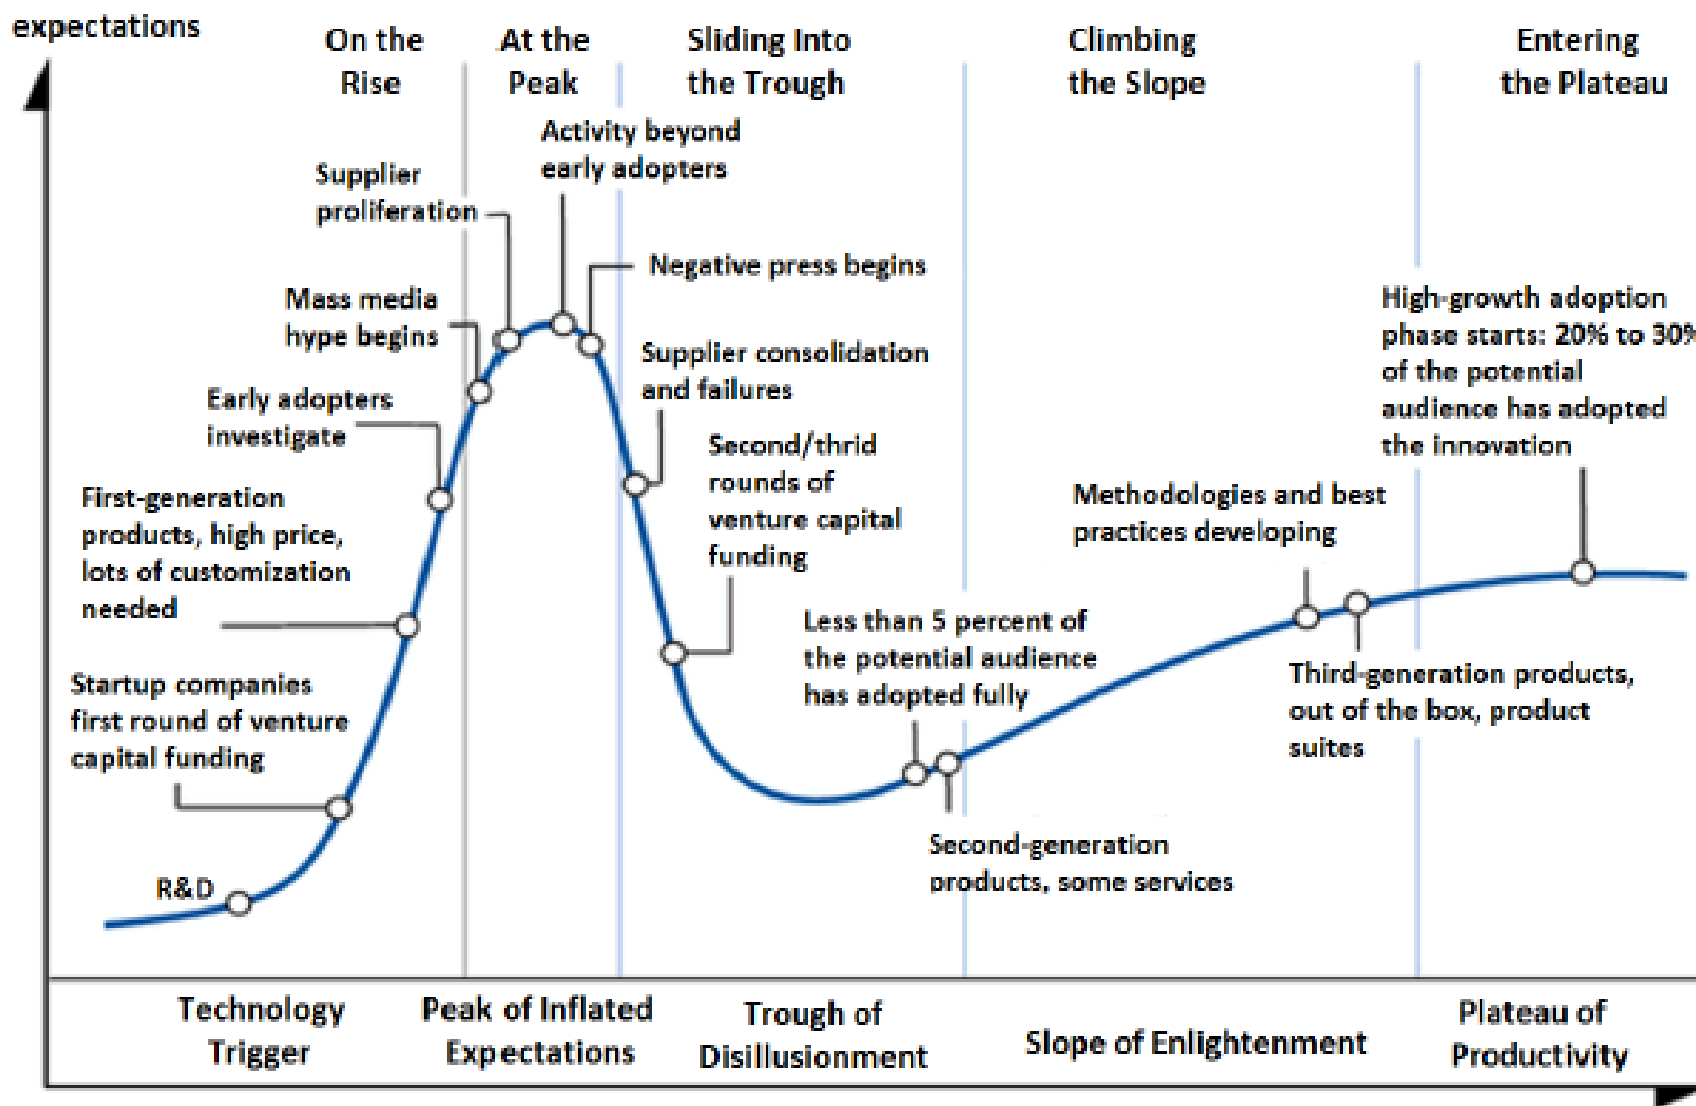 expectations
On the
Rise
At the
Peak
Sliding Into
the Trough
Climbing
the Slope
Entering
the Plateau
Activity beyond
early adopters
Supplier
proliferation
Negative press begins
Mass media
hype begins
High-growth adoption
phase starts: 20% to 30%
of the potential
audience has adopted
the innovation
Supplier consolidation
and failures
Early adopters
investigate
Second/thrid
rounds of
venture capital
funding
First-generation
products, high price,
lots of customization
needed
Methodologies and best
practices developing
Less than 5 percent of
the potential audience
has adopted fully
Startup companies
first round of venture
capital funding
Third-generation products,
out of the box, product
suites
Second-generation
products, some services
R&D
Technology
Trigger
Peak of Inflated
Expectations
Trough of
Disillusionment
Slope of Enlightenment
Plateau of
Productivity